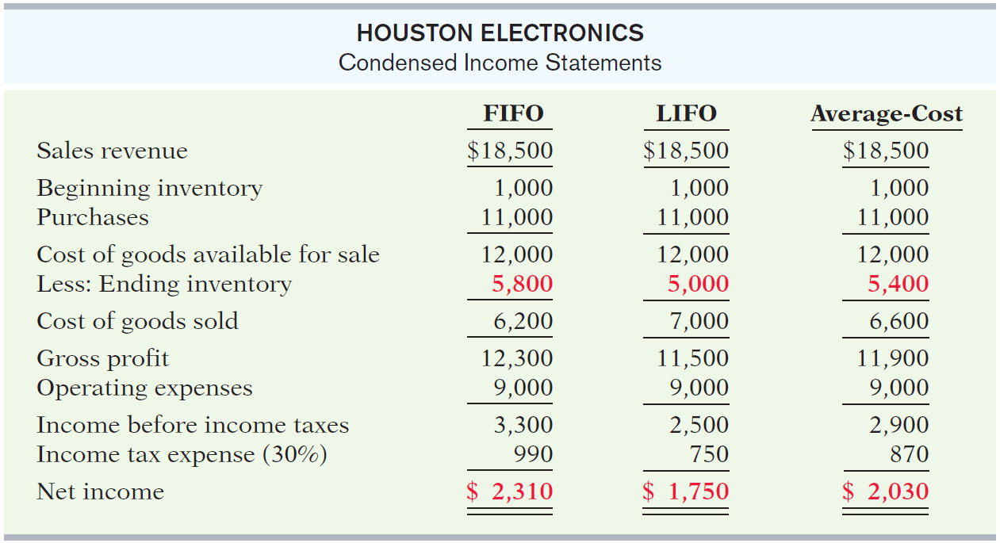 HOUSTON ELECTRONICS
Condensed Income Statements
FIFO LIFO Average-Cost
Sales revenue $18,500 $18,500 $18,500
Beginning inventory 1,000 1,000 1,000
Purchases 11,000 11,000 11,000
Cost of goods available for sale 12,000 12,000 12,000
Less: Ending inventory 5,800 5,000 5,400
Cost of goods sold 6,200 7,000 6,600
Gross profit 12,300 11,500 11,900
Operating expenses 9,000 9,000 9,000
Income before income taxes 3,300 2,500 2,900
Income tax expense (30%) 990 750 870
Net income $ 2,310 $ 1,750 $ 2,030